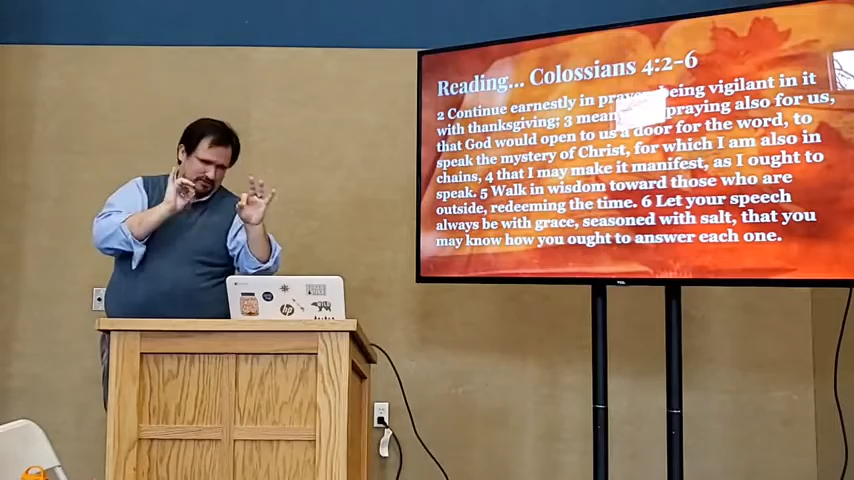 Reading... Colossians 4:2-6
2 Continue earnestly in prayer, being vigilant in it
with thanksgiving; 3 meanwhile praying also for us,
that God would open to us a door for the word, to
speak the mystery of Christ, for which I am also in
chains, 4 that I may make it manifest, as I ought to
speak. 5 Walk in wisdom toward those who are
outside, redeeming the time. 6 Let your speech
always be with grace, seasoned with salt, that you
may know how you ought to answer each one.
TCL
hp